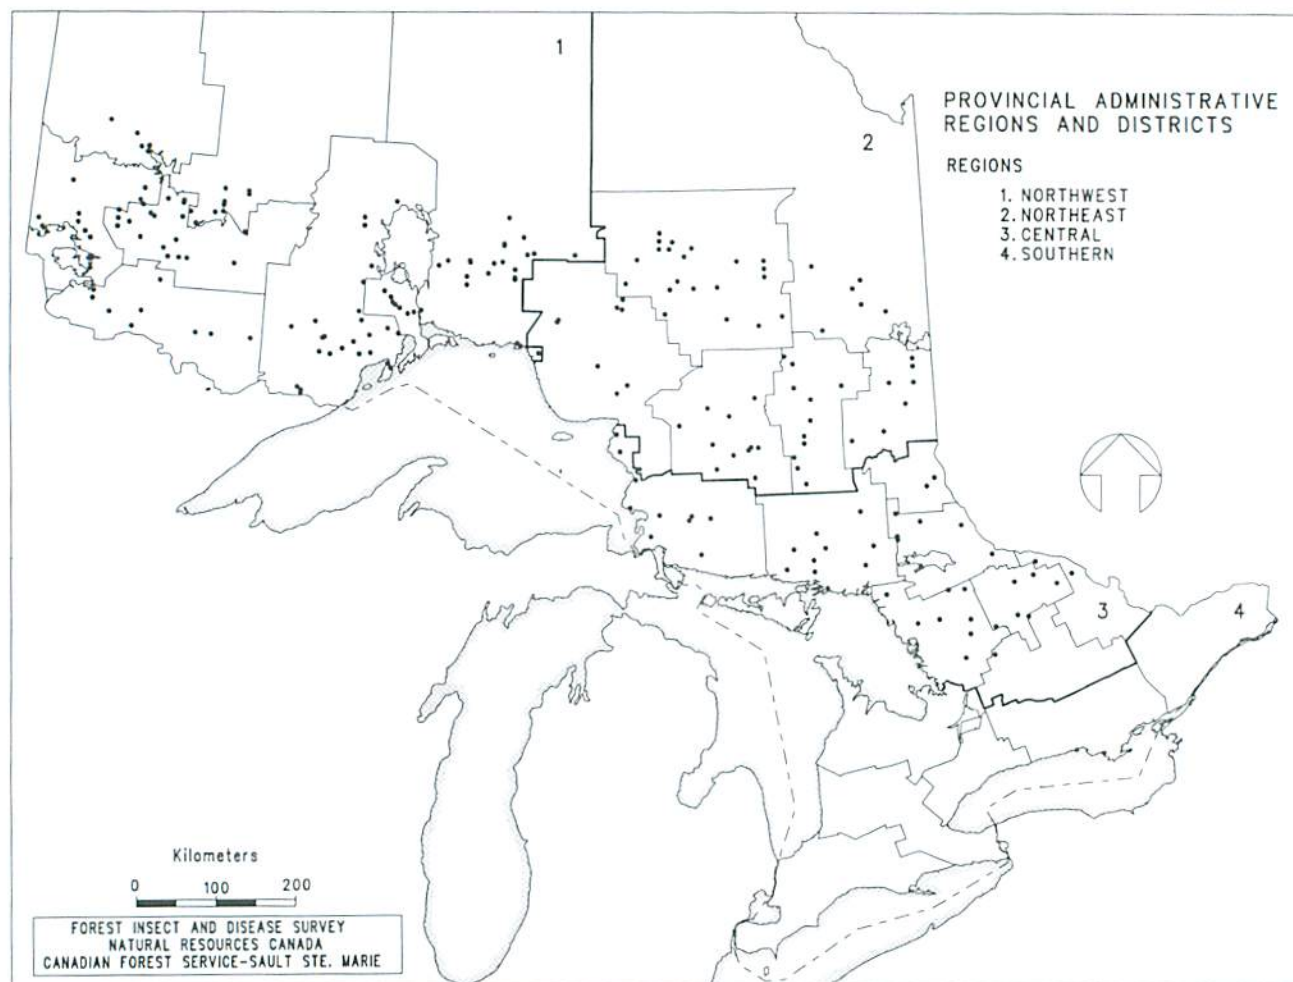 1
2
PROVINCIAL ADMINISTRATIVE
REGIONS AND DISTRICTS
REGIONS
1. NORTHWEST
2. NORTHEAST
3. CENTRAL
4. SOUTHERN
3
4
Kilometers
0 100 200
FOREST INSECT AND DISEASE SURVEY
NATURAL RESOURCES CANADA
CANADIAN FOREST SERVICE-SAULT STE. MARIE